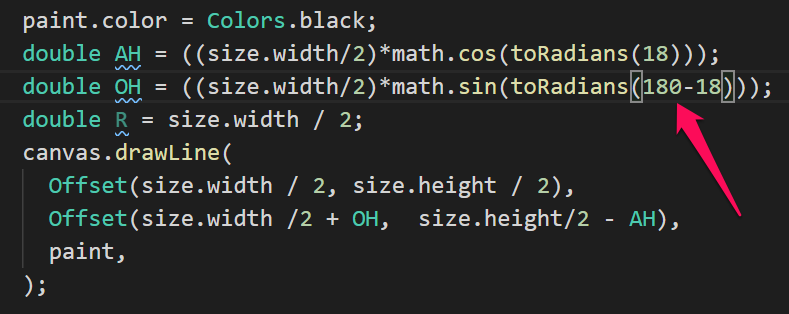 paint.color = Colors.black;
double AH = ((size.width/2)*math.cos(toRadians(18)));
double OH = ((size.width/2)*math.sin(toRadians(180-18)));
double R = size.width / 2;
canvas.drawLine(
Offset(size.width / 2, size.height / 2),
Offset(size.width /2 + OH,  size.height/2 - AH),
paint,
);